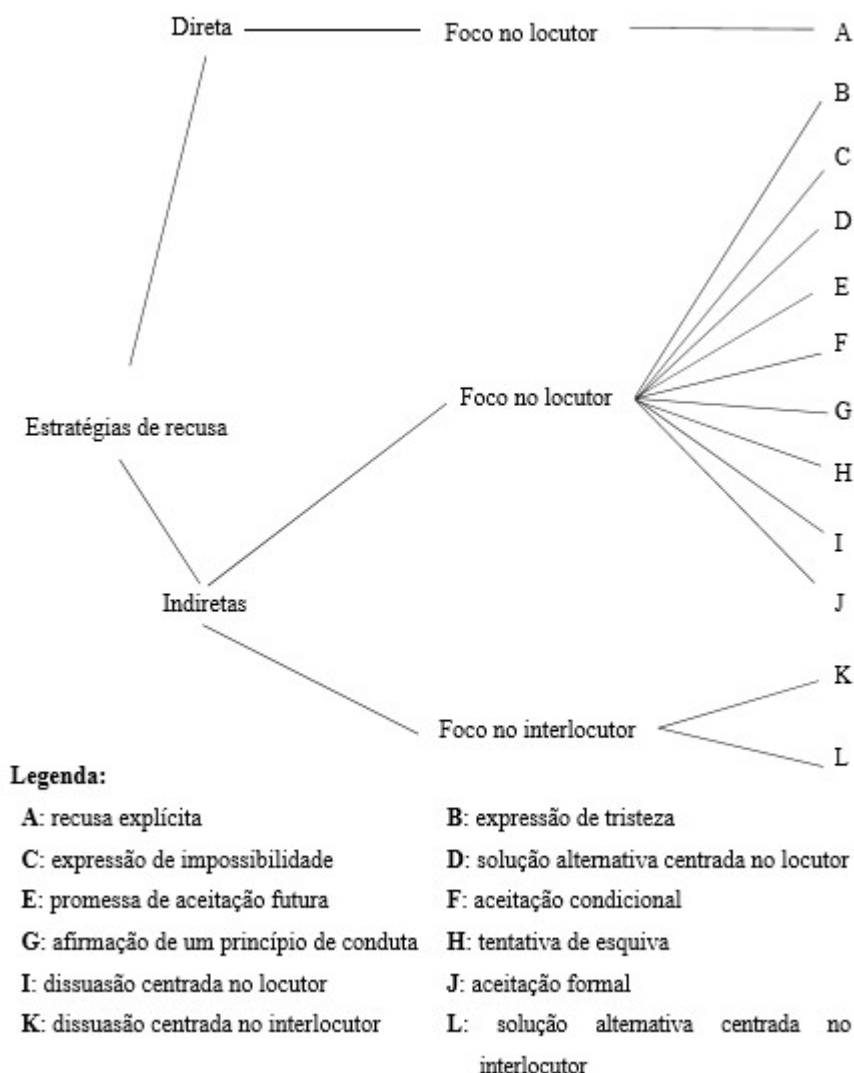 Direta
Foco no locutor
A
B
C
D
E
F
Foco no locutor
G
Estratégias de recusa
H
I
Indiretas
J
K
Foco no interlocutor
L
Legenda:
A: recusa explícita
B: expressão de tristeza
C: expressão de impossibilidade
D: solução alternativa centrada no locutor
E: promessa de aceitação futura
F: aceitação condicional
G: afirmação de um princípio de conduta
H: tentativa de esquiva
I: dissuasão centrada no locutor
J: aceitação formal
K: dissuasão centrada no interlocutor
L: solução alternativa centrada no
interlocutor